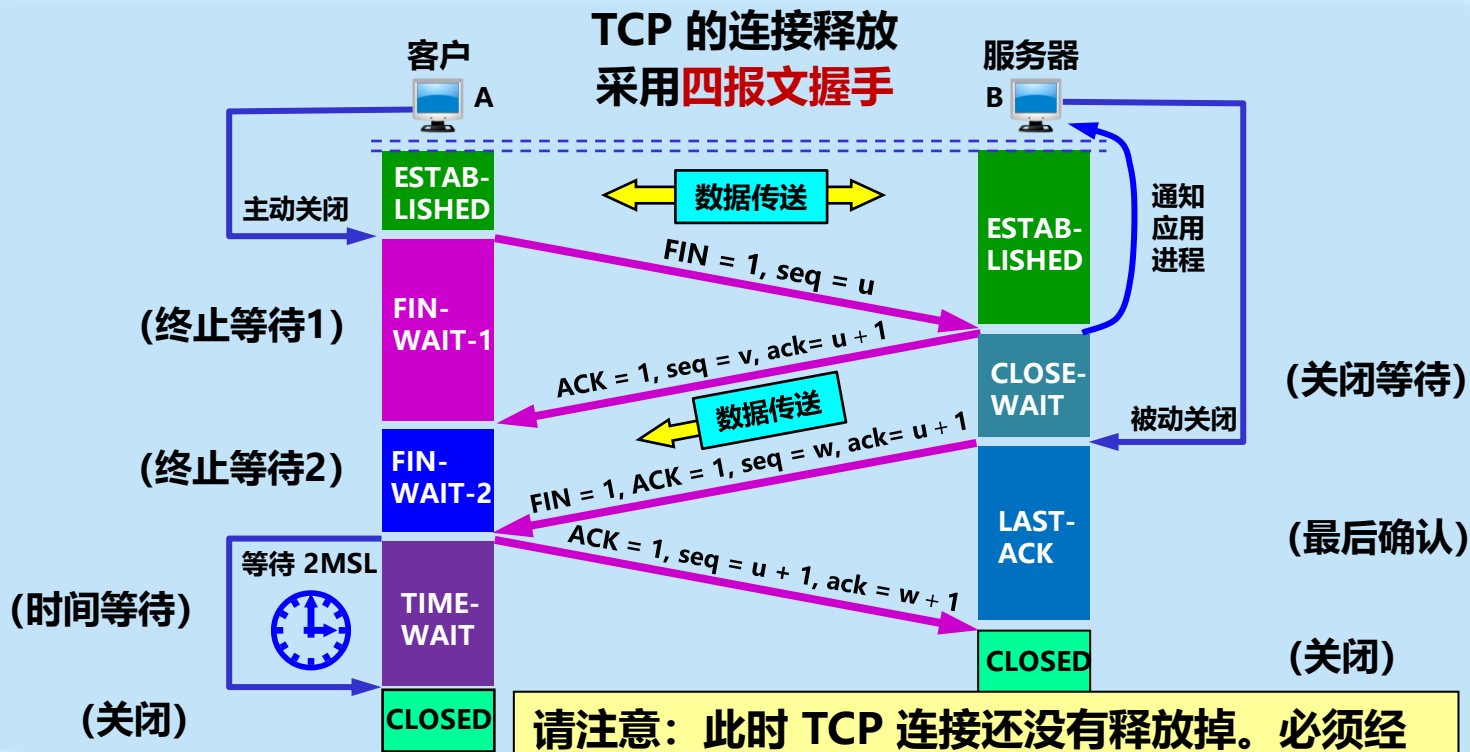 TCP 的连接释放
采用四报文握手
客户
A
服务器
B
ESTAB-
LISHED
主动关闭
数据传送
ESTAB-
LISHED
通知
应用
进程
FIN = 1, seq = u
(终止等待1)
FIN-
WAIT-1
ACK = 1, seq = v, ack= u + 1
CLOSE-
WAIT
(关闭等待)
数据传送
被动关闭
(终止等待2)
FIN-
WAIT-2
FIN = 1, ACK = 1, seq = w, ack= u + 1
LAST-
ACK
(最后确认)
等待 2MSL
ACK = 1, seq = u + 1, ack = w + 1
(时间等待)
TIME-
WAIT
CLOSED
(关闭)
(关闭)
CLOSED
请注意：此时 TCP 连接还没有释放掉。必须经